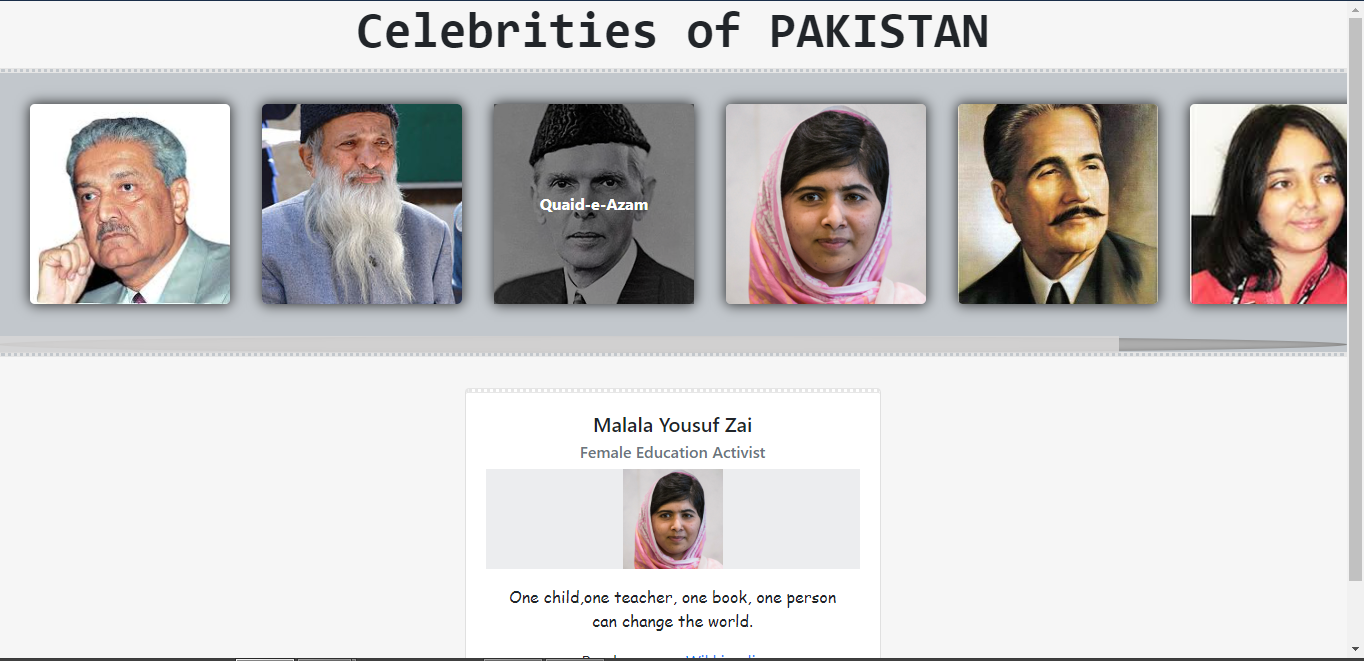 Celebrities of PAKISTAN
Quaid-e-Azam
Malala Yousuf Zai
Female Education Activist
One child,one teacher, one book, one person
can change the world.